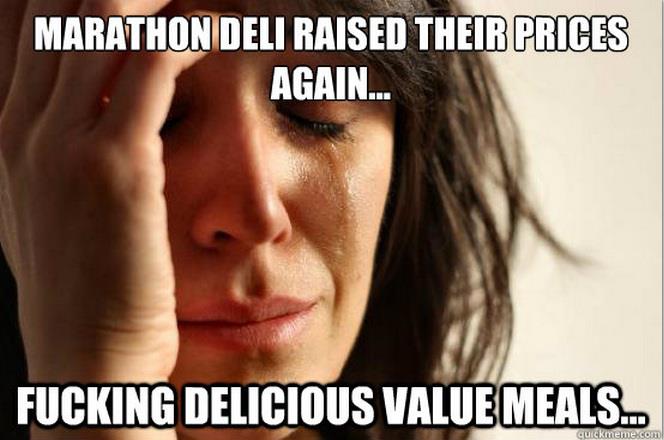 MARATHON DELI RAISED THEIR PRICES
AGAIN...
FUCKING DELICIOUS VALUE MEALS...
quickmeme.com